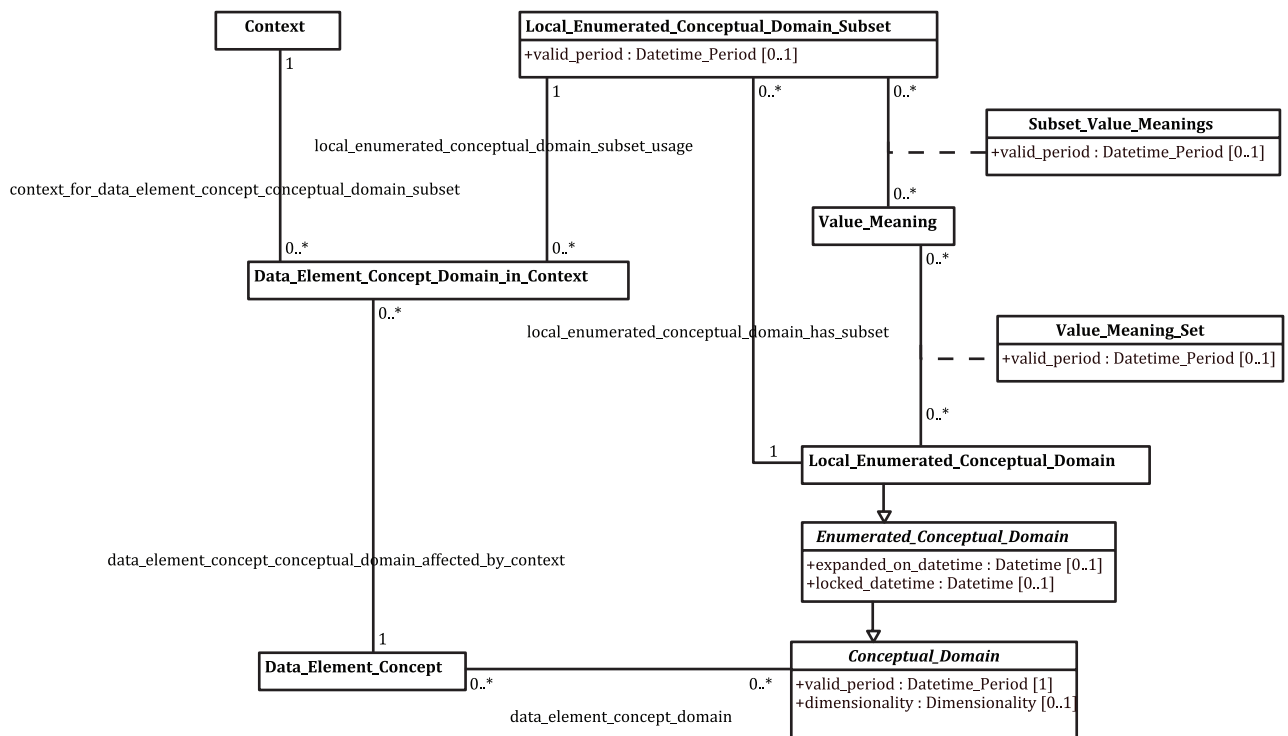 Context
Local_Enumerated_Conceptual_Domain_Subset
+valid_period : Datetime_Period [0..1]
1
1
0..*
0..*
Subset_Value_Meanings
+valid_period : Datetime_Period [0..1]
local_enumerated_conceptual_domain_subset_usage
context_for_data_element_concept_conceptual_domain_subset
0..*
Value_Meaning
0..*
0..*
0..*
Data_Element_Concept_Domain_in_Context
0..*
local_enumerated_conceptual_domain_has_subset
Value_Meaning_Set
+valid_period : Datetime_Period [0..1]
0..*
1
Local_Enumerated_Conceptual_Domain
Enumerated_Conceptual_Domain
+expanded_on_datetime : Datetime [0..1]
+locked_datetime : Datetime [0..1]
data_element_concept_conceptual_domain_affected_by_context
1
Data_Element_Concept
Conceptual_Domain
+valid_period : Datetime_Period [1]
+dimensionality : Dimensionality [0..1]
0..*
0..*
data_element_concept_domain